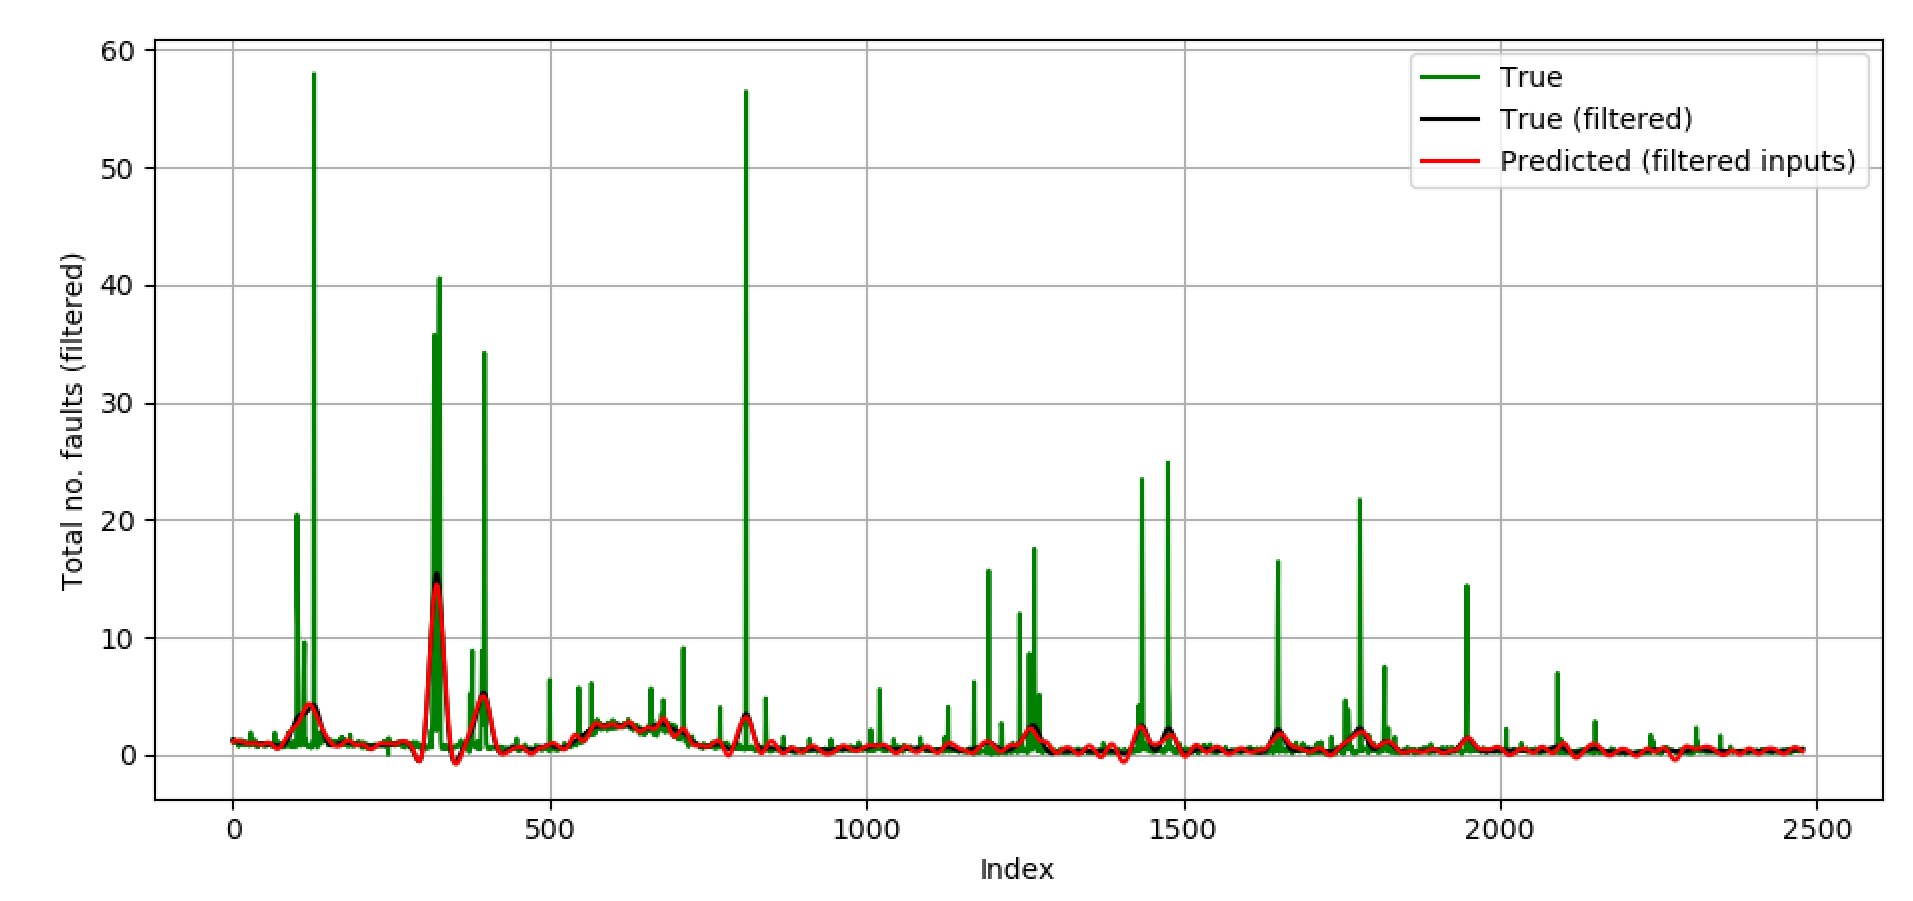 60
50
40
30
20
10
0
Total no. faults (filtered)
True
True (filtered)
Predicted (filtered inputs)
0 500 1000 1500 2000 2500
Index